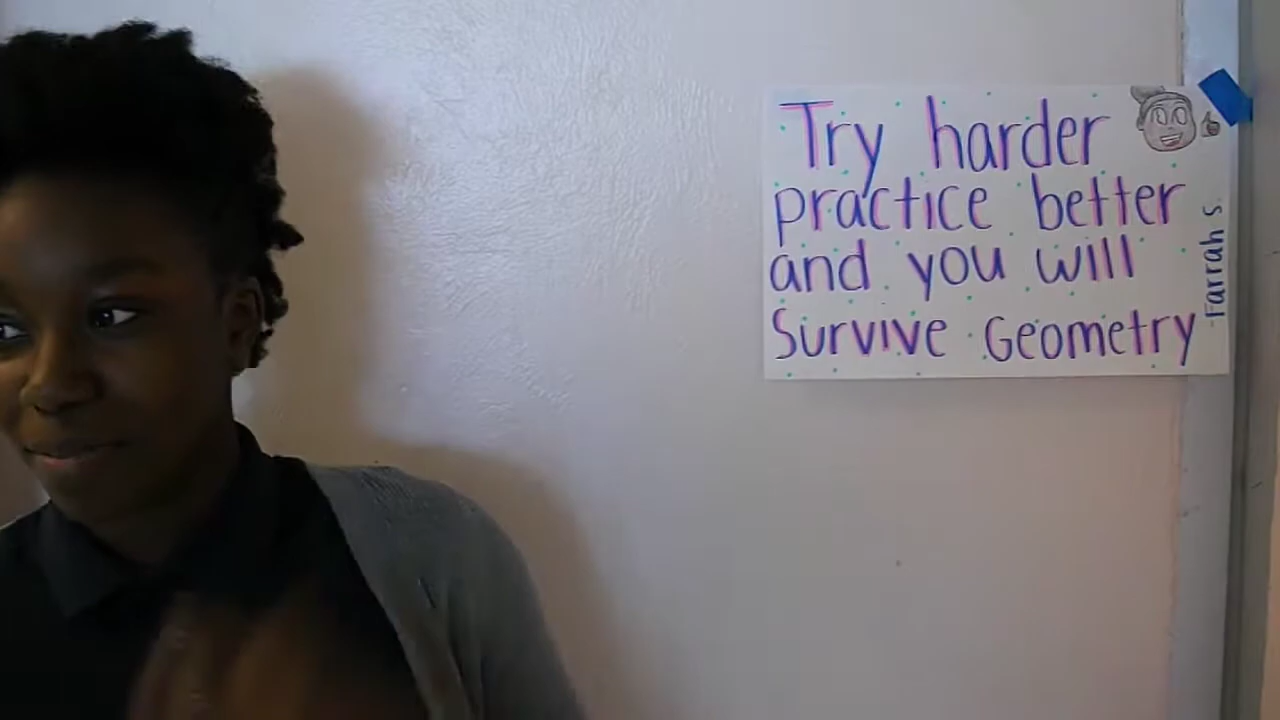 Try harder
practice better
and you will
Survive Geometry
-Farrah S.